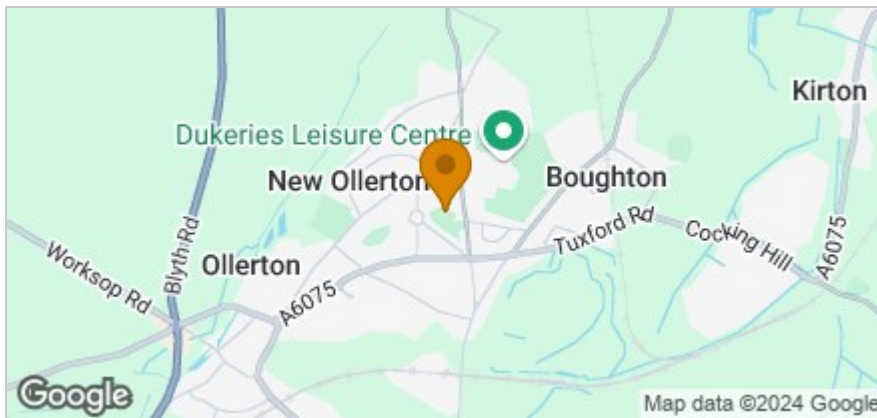 Kirton
Dukeries Leisure Centre
New Ollerton
Boughton
Blyth Rd
Worksop Rd
Ollerton
Tuxford Rd
Cocking Hill
A6075
A6075
Google
Map data ©2024 Google